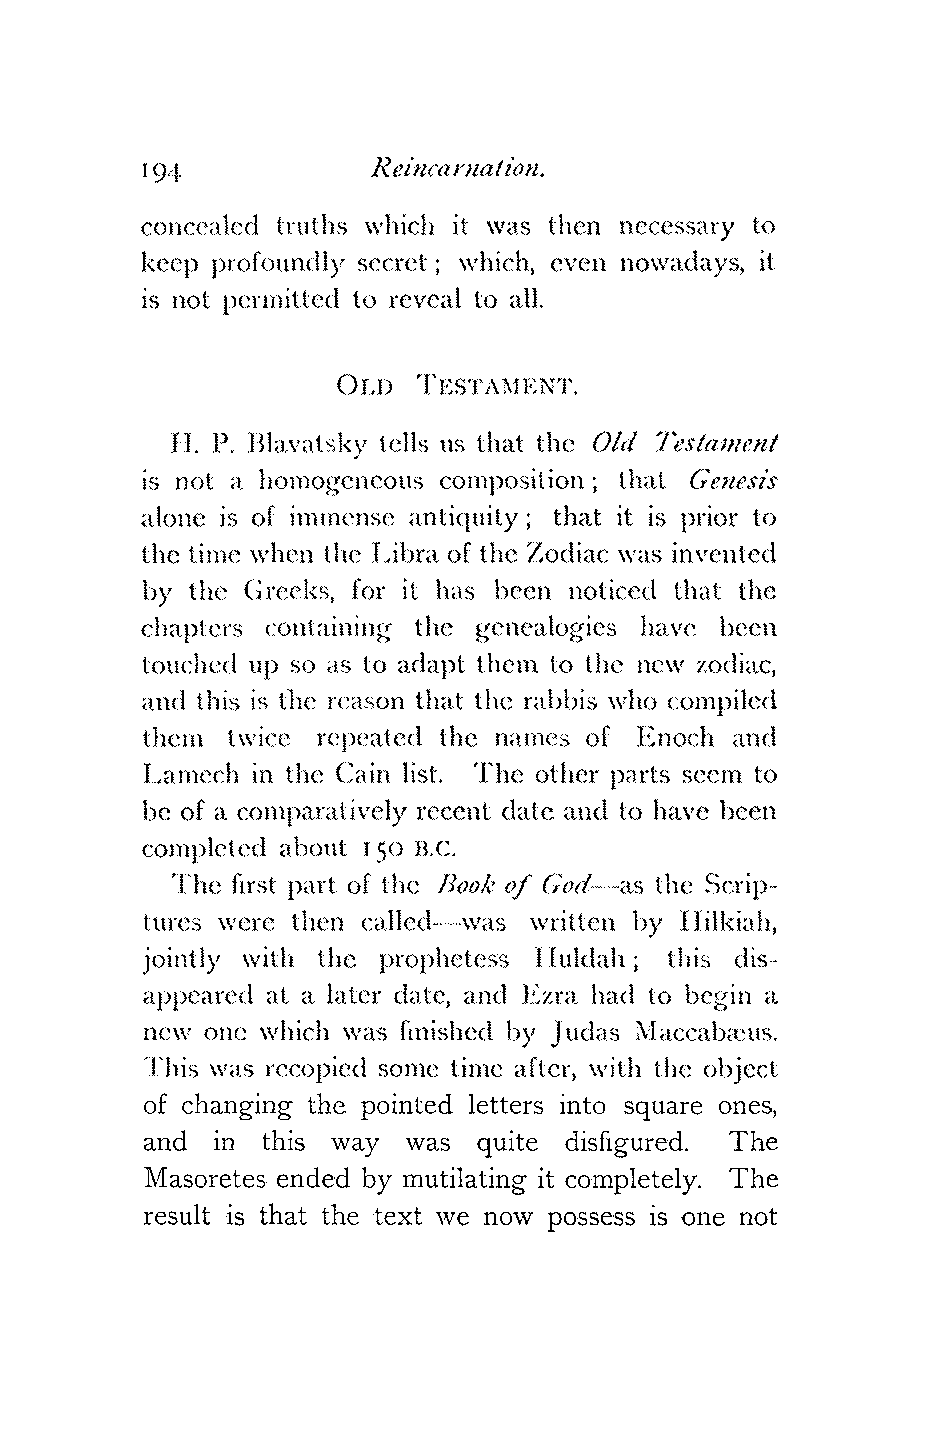 194 Reincarnation.
concealed truths which it was then necessary to
keep profoundly secret; which, even nowadays, it
is not permitted to reveal to all.
OLD TESTAMENT.
H. P. Blavatsky tells us that the Old Testament
is not a homogeneous composition; that Genesis
alone is of immense antiquity; that it is prior to
the time when the Libra of the Zodiac was invented
by the Greeks, for it has been noticed that the
chapters containing the genealogies have been
touched up so as to adapt them to the new zodiac,
and this is the reason that the rabbis who compiled
them twice repeated the names of Enoch and
Lamech in the Cain list. The other parts seem to
be of a comparatively recent date and to have been
completed about 150 B.C.
The first part of the Book of God—as the Scrip-
tures were then called—was written by Hilkiah,
jointly with the prophetess Huldah; this dis-
appeared at a later date, and Ezra had to begin a
new one which was finished by Judas Maccabæus.
This was recopied some time after, with the object
of changing the pointed letters into square ones,
and in this way was quite disfigured. The
Masoretes ended by mutilating it completely. The
result is that the text we now possess is one not